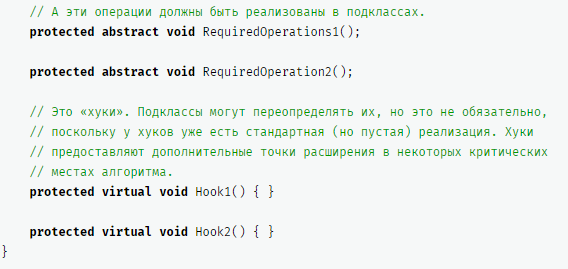 // А эти операции должны быть реализованы в подклассах.
protected abstract void RequiredOperations1();
protected abstract void RequiredOperation2();
// Это «хуки». Подклассы могут переопределять их, но это не обязательно,
// поскольку у хуков уже есть стандартная (но пустая) реализация. Хуки
// предоставляют дополнительные точки расширения в некоторых критических
// местах алгоритма.
protected virtual void Hook1() { }
protected virtual void Hook2() { }
}